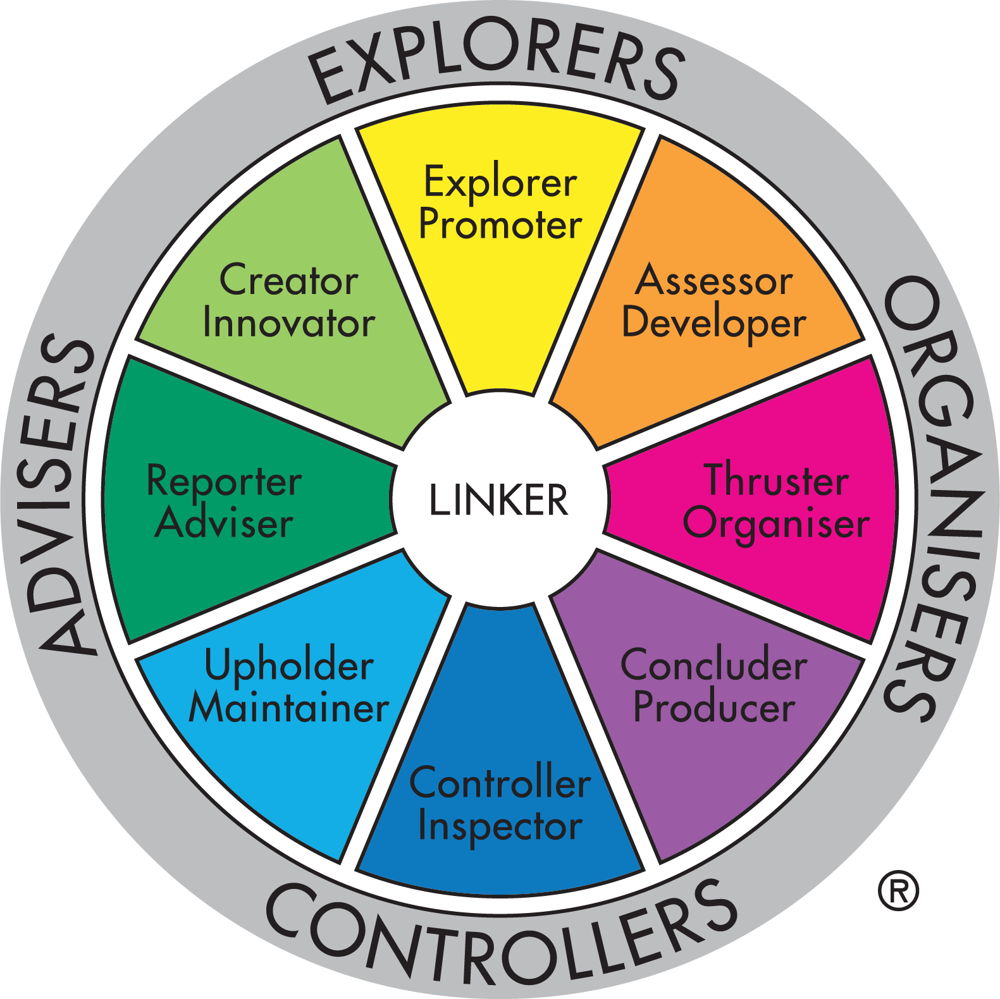 EXPLORERS
Explorer
Promoter
Assessor
Developer
ORGANISERS
Thruster
Organiser
Concluder
Producer
CONTROLLERS
Controller
Inspector
Upholder
Maintainer
ADVISERS
Reporter
Adviser
Creator
Innovator
LINKER
®